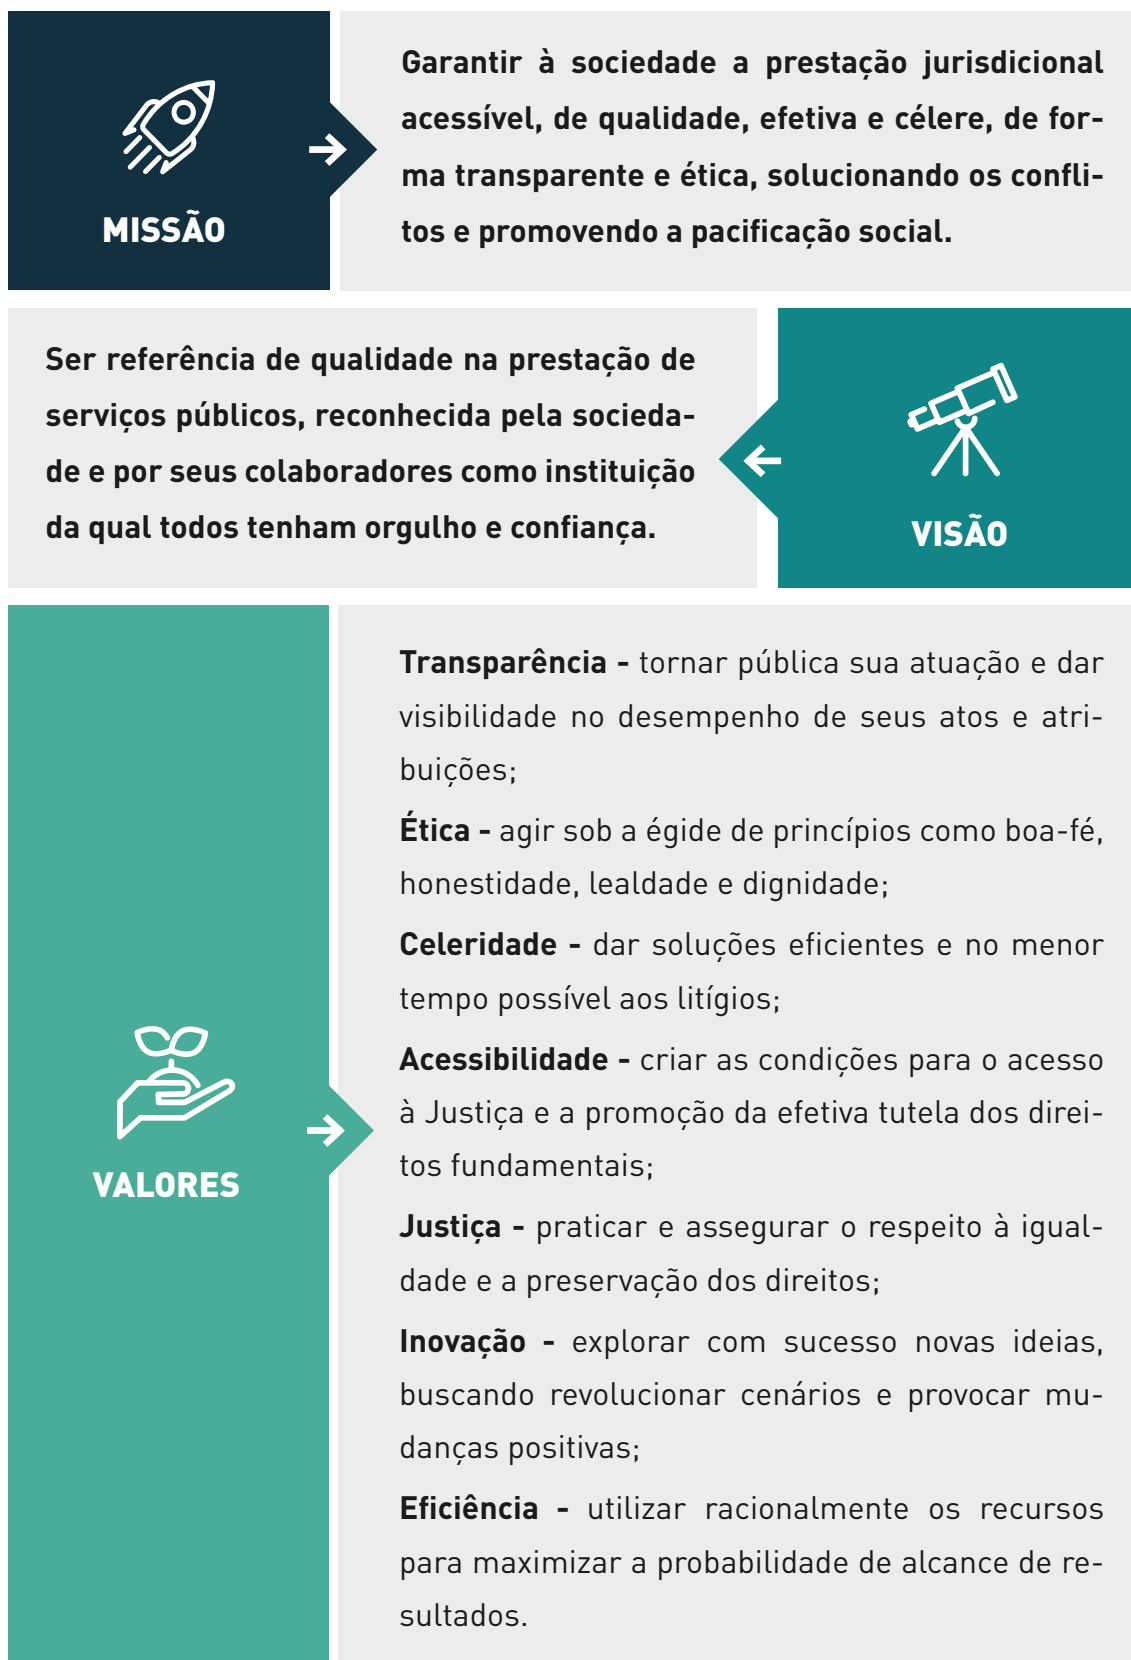 MISSÃO
Garantir à sociedade a prestação jurisdicional
acessível, de qualidade, efetiva e célere, de for-
ma transparente e ética, solucionando os confli-
tos e promovendo a pacificação social.
Ser referência de qualidade na prestação de
serviços públicos, reconhecida pela socieda-
de e por seus colaboradores como instituição
da qual todos tenham orgulho e confiança.
VISÃO
VALORES
Transparência - tornar pública sua atuação e dar
visibilidade no desempenho de seus atos e atri-
buições;
Ética - agir sob a égide de princípios como boa-fé,
honestidade, lealdade e dignidade;
Celeridade - dar soluções eficientes e no menor
tempo possível aos litígios;
Acessibilidade - criar as condições para o acesso
à Justiça e a promoção da efetiva tutela dos direi-
tos fundamentais;
Justiça - praticar e assegurar o respeito à igual-
dade e a preservação dos direitos;
Inovação - explorar com sucesso novas ideias,
buscando revolucionar cenários e provocar mu-
danças positivas;
Eficiência - utilizar racionalmente os recursos
para maximizar a probabilidade de alcance de re-
sultados.